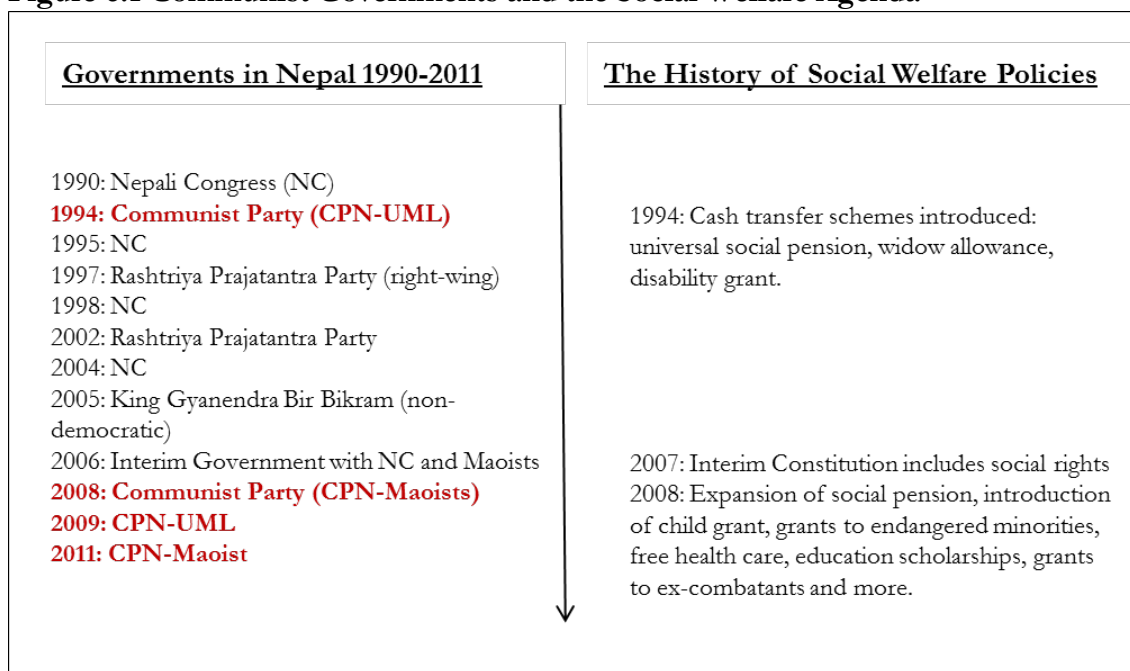 Governments in Nepal 1990-2011
1990: Nepali Congress (NC)
1994: Communist Party (CPN-UML)
1995: NC
1997: Rashtriya Prajatantra Party (right-wing)
1998: NC
2002: Rashtriya Prajatantra Party
2004: NC
2005: King Gyanendra Bir Bikram (non-
democratic)
2006: Interim Government with NC and Maoists
2008: Communist Party (CPN-Maoists)
2009: CPN-UML
2011: CPN-Maoist
The History of Social Welfare Policies
1994: Cash transfer schemes introduced:
universal social pension, widow allowance,
disability grant.
2007: Interim Constitution includes social rights
2008: Expansion of social pension, introduction
of child grant, grants to endangered minorities,
free health care, education scholarships, grants
to ex-combatants and more.